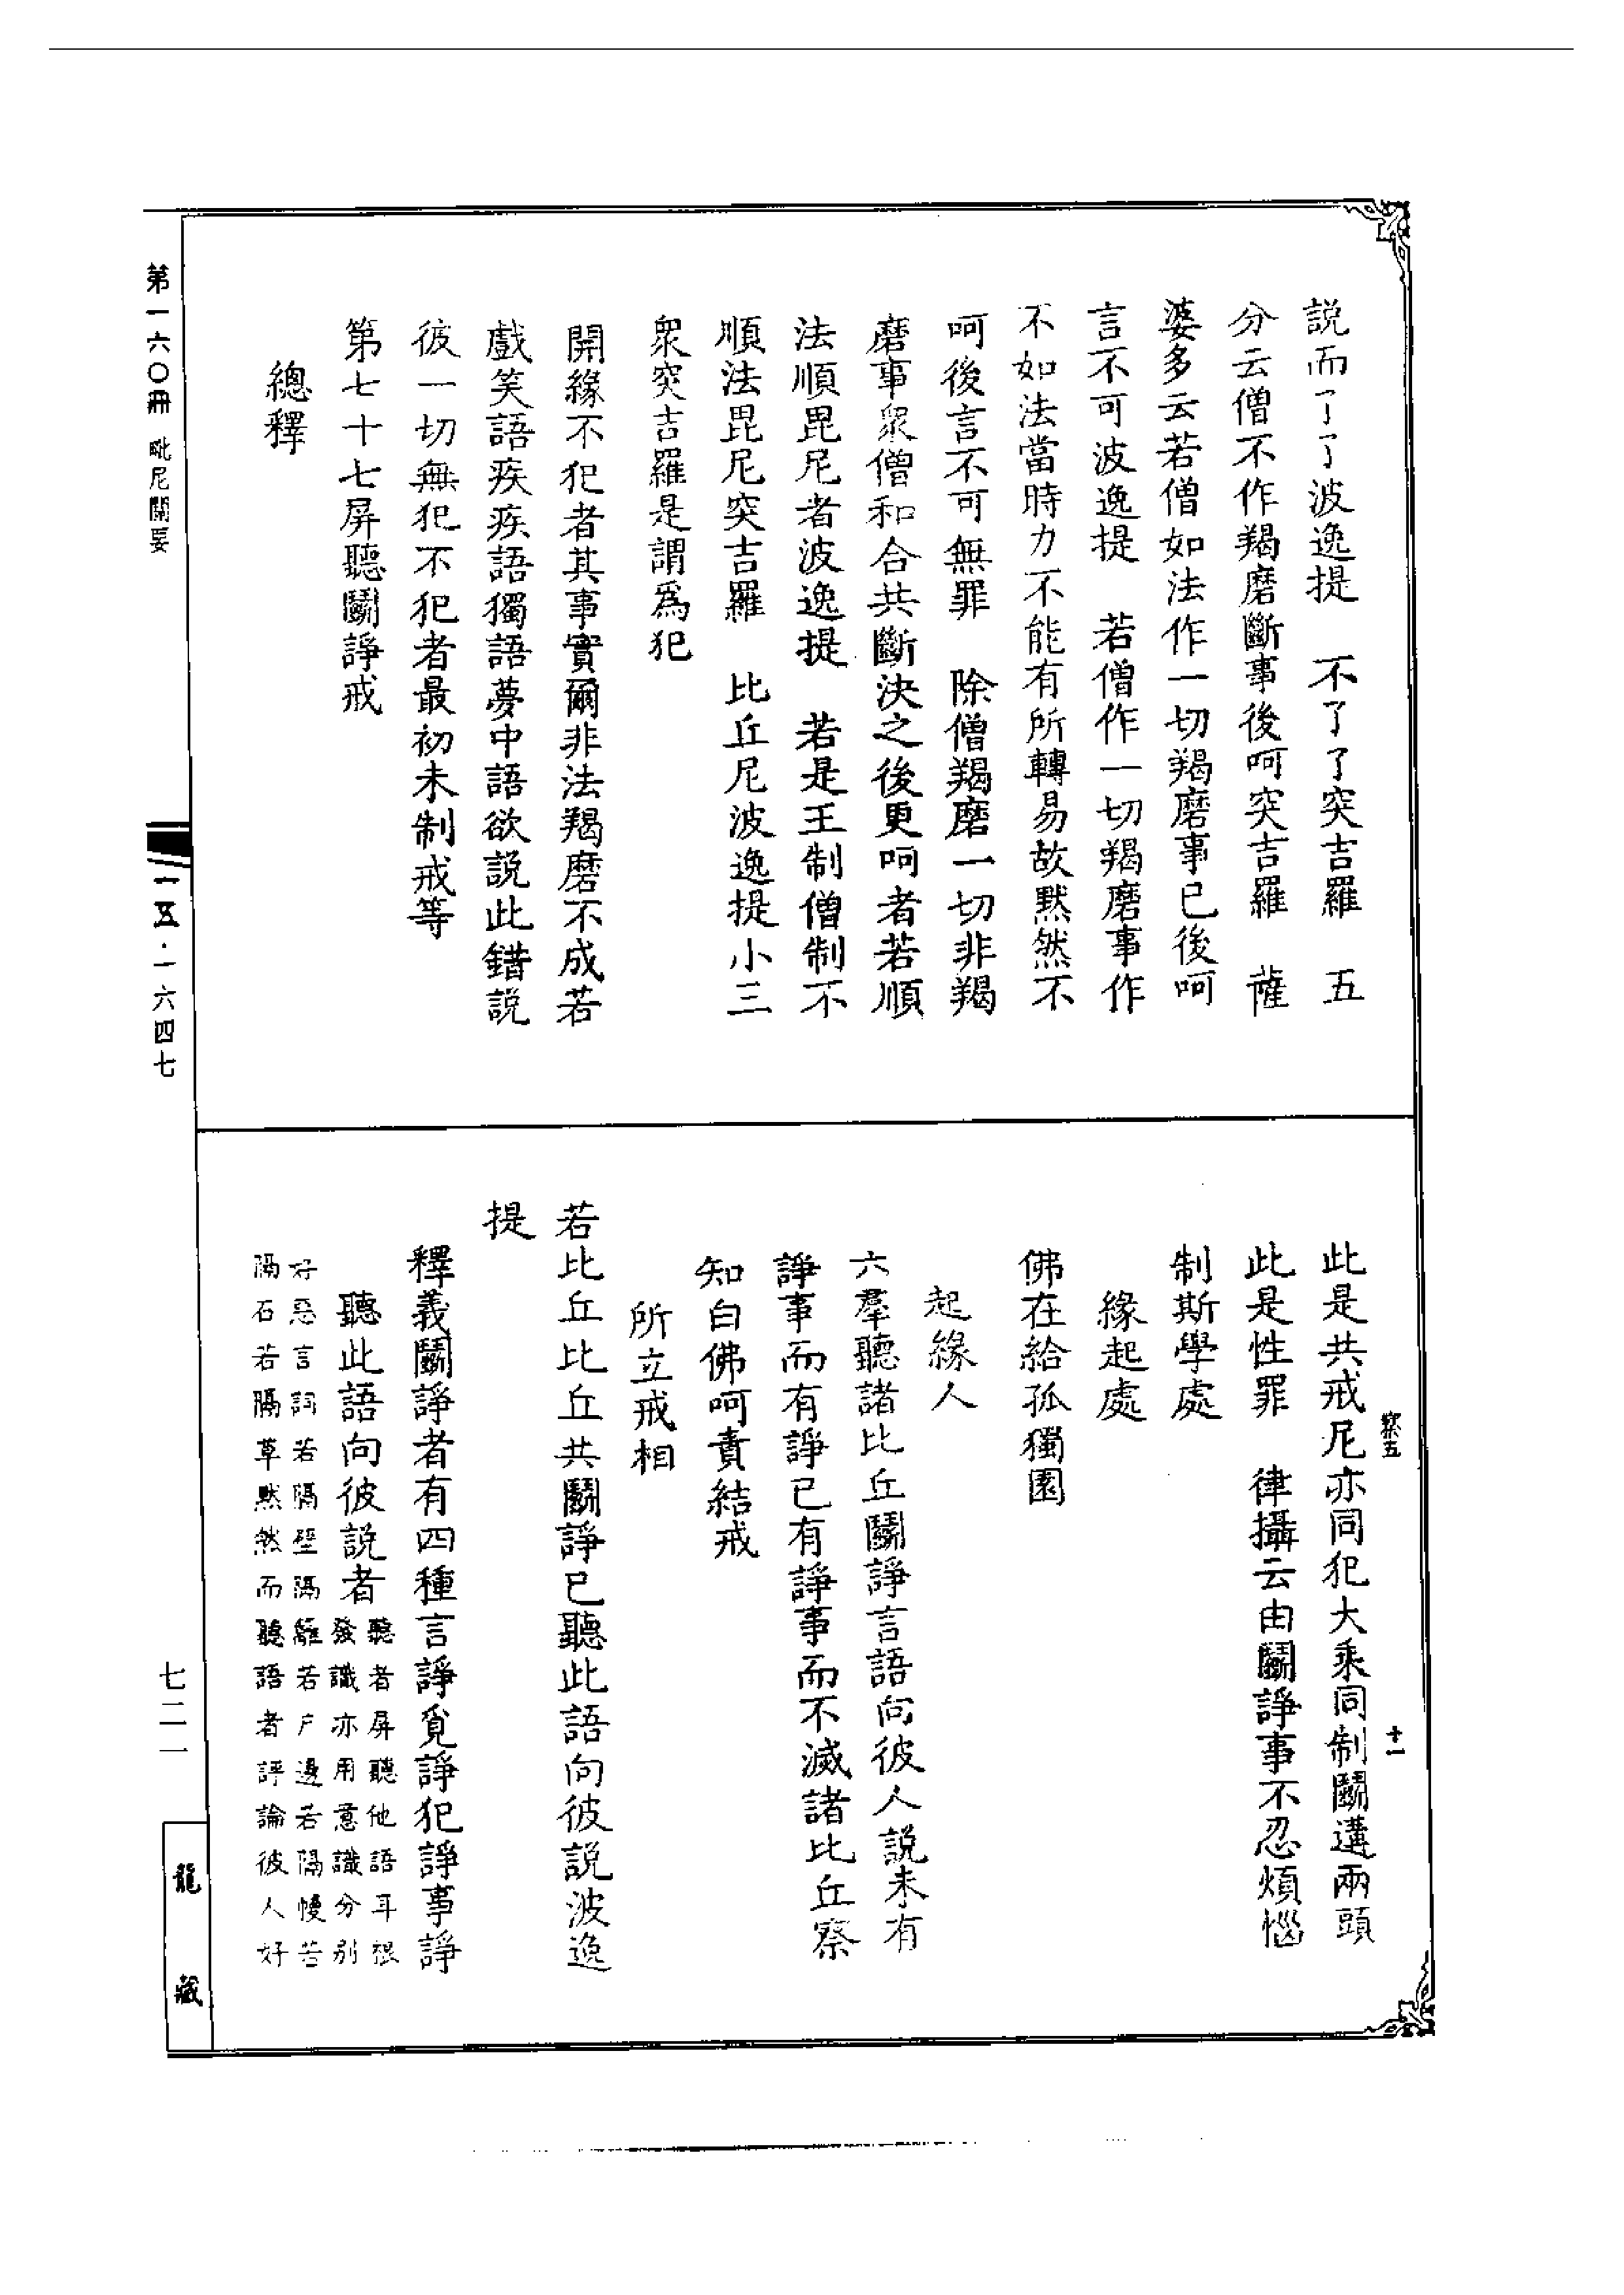 說而了了波逸提　不了了突吉羅　五
分云僧不作羯磨斷事後呵突吉羅　薩
婆多云若僧如法作一切羯磨事已後呵
言不可波逸提　若僧作一切羯磨事作
不如法當時力不能有所轉易故默然不
呵後言不可無罪　除僧羯磨一切非羯
磨事衆僧和合共斷決之後更呵者若順
法順毘尼者波逸提　若是王制僧制不
順法毘尼突吉羅　比丘尼波逸提小三
衆突吉羅是謂爲犯
開緣不犯者其事實爾非法羯磨不成若
戲笑語疾疾語獨語夢中語欲說此錯說
彼一切無犯不犯者最初未制戒等
第七十七屏聽鬭諍戒
總釋
此是共戒尼亦同犯大乘同制鬭遘兩頭
此是性罪　律攝云由鬭諍事不忍煩惱
制斯學處
緣起處
佛在給孤獨園
起緣人
六羣聽諸比丘鬭諍言語向彼人說未有
諍事而有諍已有諍事而不滅諸比丘察
知白佛呵責結戒
所立戒相
若比丘比丘共鬭諍已聽此語向彼說波逸
提
釋義鬭諍者有四種言諍覓諍犯諍事諍
聽此語向彼說者聽者屏聽他語耳根
發識亦用意識分別
好惡言詞若隔壁隔籬若戶邊若隔幔若
隔石若隔草默然而聽語者評論彼人好
察五
十一
第一六〇冊　毗尼關要
一五·一六四七
七二一
龍藏